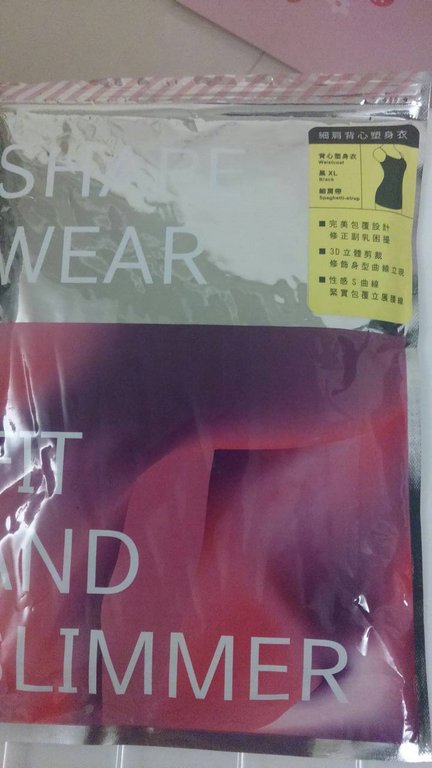 SHAPE
WEAR
FIT
AND
SLIMMER
細肩背心塑身衣
背心塑身衣
Waistcoat
黑 XL
Black
細肩帶
Spaghetti-strap
■ 完美包覆設計
修正副乳困擾
■ 3D立體剪裁
修飾身型曲線立現
■ 性感S曲線
緊實包覆立展腰線